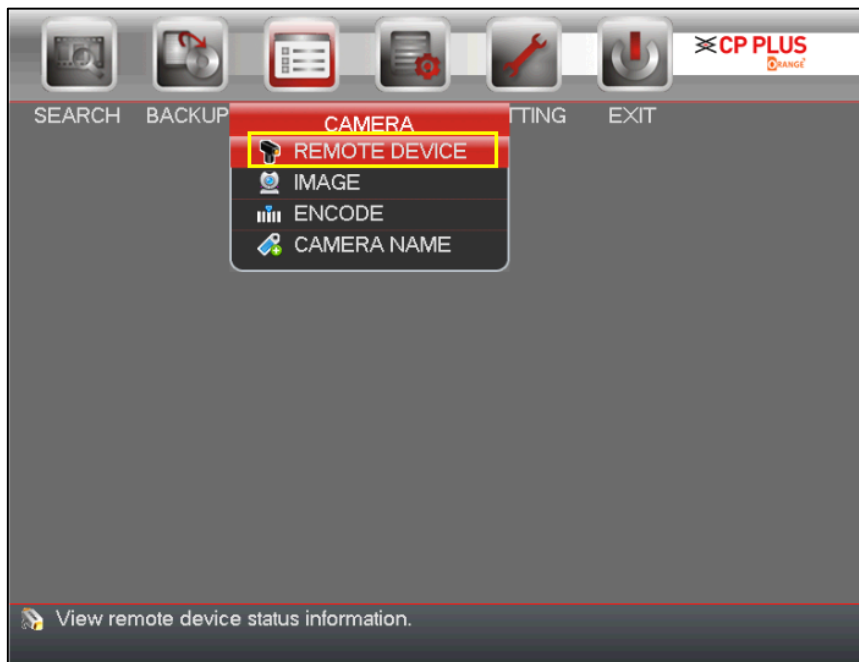 CP PLUS
ORANGE
SEARCH BACKUP CAMERA TTING EXIT
REMOTE DEVICE
IMAGE
ENCODE
CAMERA NAME
View remote device status information.